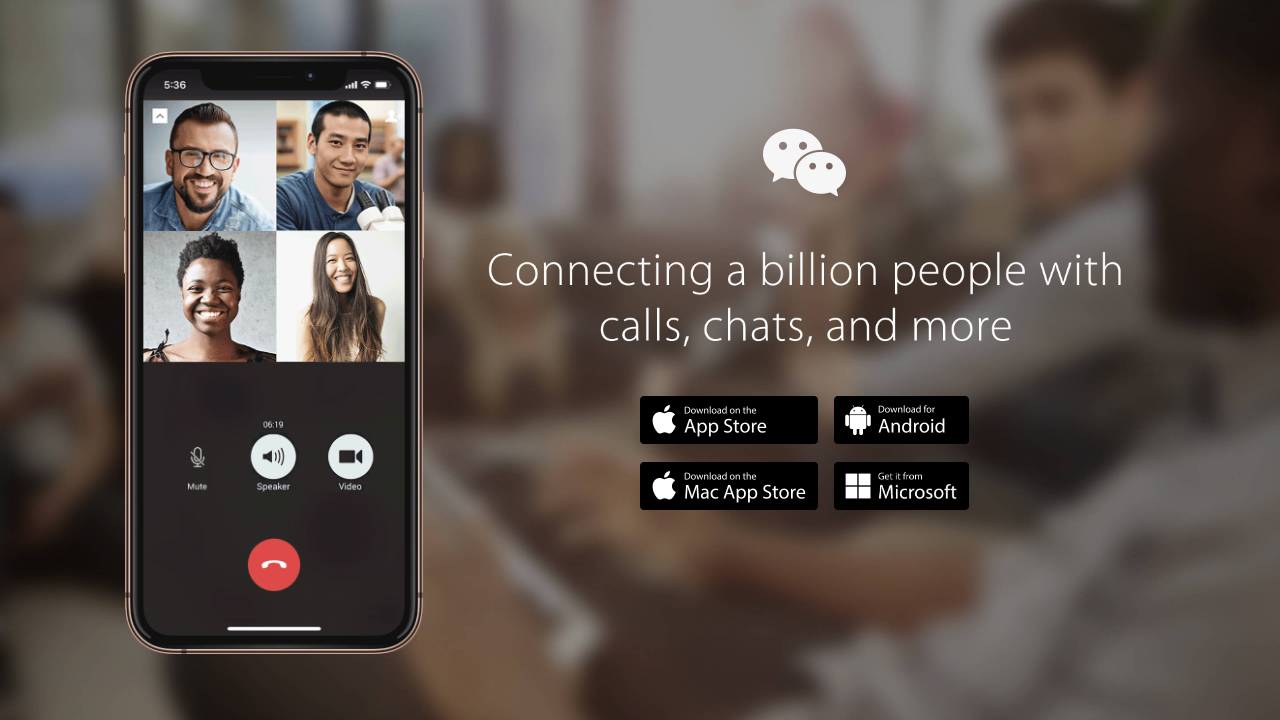 5:36
06:19
Mute
Speaker
Video
Connecting a billion people with
calls, chats, and more
Download on the
App Store
Download for
Android
Download on the
Mac App Store
Get it from
Microsoft